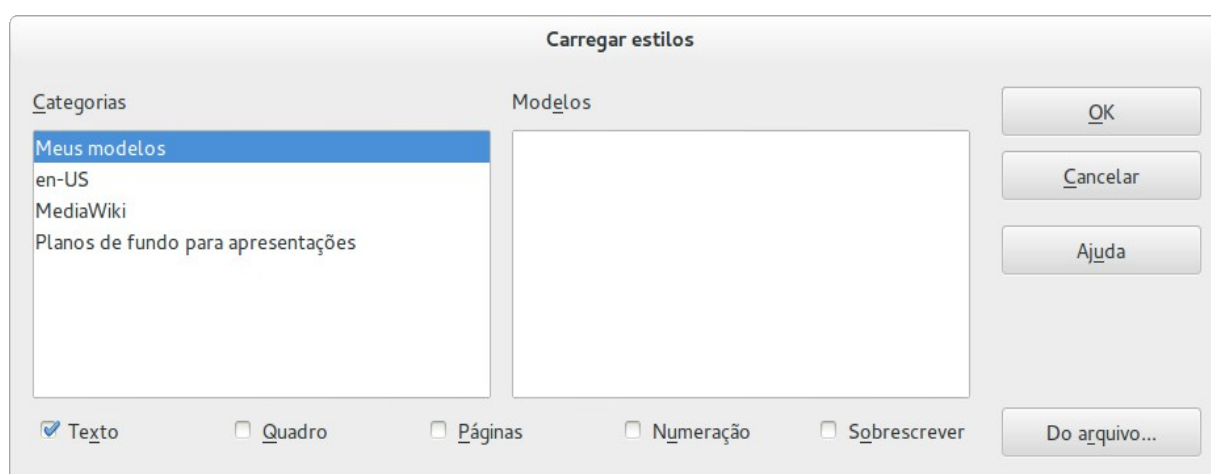 Carregar estilos
Categorias
Modelos
OK
Meus modelos
en-US
Cancelar
MediaWiki
Planos de fundo para apresentações
Ajuda
Texto
Quadro
Páginas
Numeração
Sobrescrever
Do arquivo...